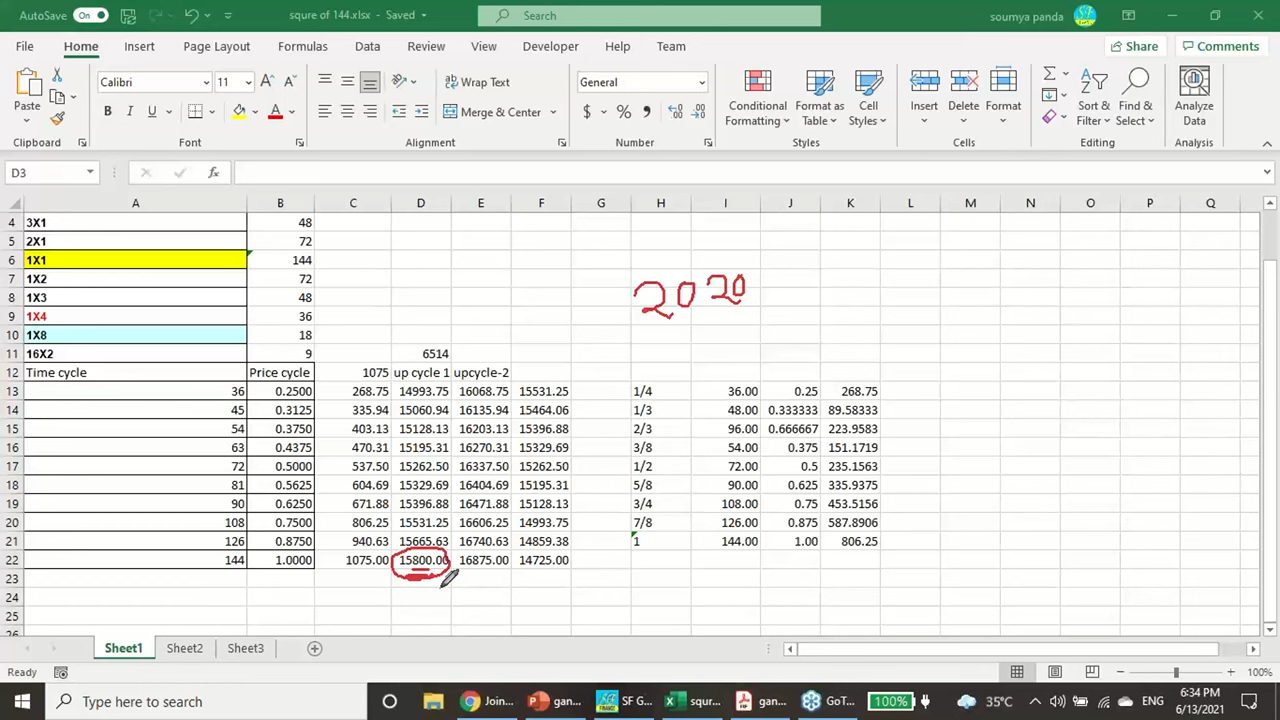 AutoSave On squre of 144.xlsx - Saved Search soumya panda
File Home Insert Page Layout Formulas Data Review View Developer Help Team Share Comments
Paste Calibri 11 Wrap Text General Conditional Formatting Format as Table Cell Styles Insert Delete Format Sort & Filter Find & Select Analyze Data
B I U A Merge & Center $ %
Clipboard Font Alignment Number Styles Cells Editing Analysis
D3 fx
A B C D E F G H I J K L M N O P Q
4 3X1 48
5 2X1 72
6 1X1 144
7 1X2 72
8 1X3 48 2020
9 1X4 36
10 1X8 18
11 16X2 9 6514
12 Time cycle Price cycle 1075 up cycle 1 upcycle-2
13 36 0.2500 268.75 14993.75 16068.75 15531.25 1/4 36.00 0.25 268.75
14 45 0.3125 335.94 15060.94 16135.94 15464.06 1/3 48.00 0.333333 89.58333
15 54 0.3750 403.13 15128.13 16203.13 15396.88 2/3 96.00 0.666667 223.9583
16 63 0.4375 470.31 15195.31 16270.31 15329.69 3/8 54.00 0.375 151.1719
17 72 0.5000 537.50 15262.50 16337.50 15262.50 1/2 72.00 0.5 235.1563
18 81 0.5625 604.69 15329.69 16404.69 15195.31 5/8 90.00 0.625 335.9375
19 90 0.6250 671.88 15396.88 16471.88 15128.13 3/4 108.00 0.75 453.5156
20 108 0.7500 806.25 15531.25 16606.25 14993.75 7/8 126.00 0.875 587.8906
21 126 0.8750 940.63 15665.63 16740.63 14859.38 1 144.00 1.00 806.25
22 144 1.0000 1075.00 15800.00 16875.00 14725.00
23
24
25
26
Sheet1 Sheet2 Sheet3
Ready 100%
Type here to search Join... gan... SF G... squr... gan... GoT... 100% 35°C ENG 6:34 PM
6/13/2021